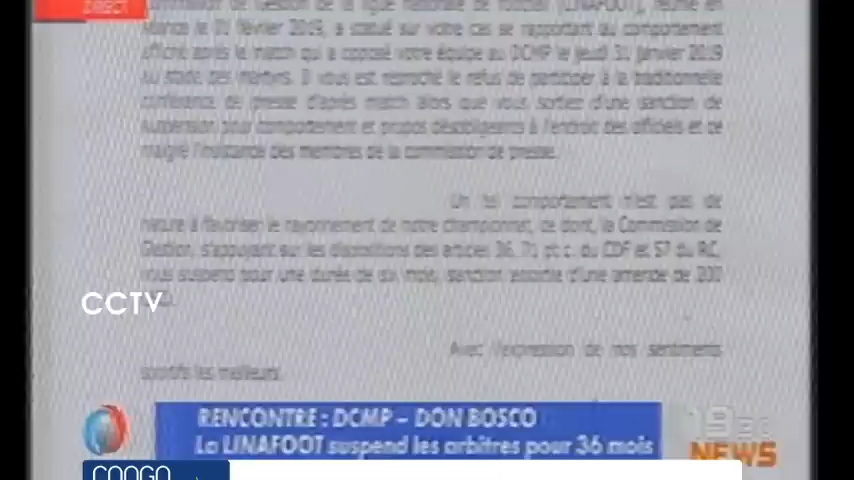 DIRECT
Commission de Gestion de la ligue nationale de football (LINAFOOT), réunie en
séance le 01 février 2019, a statué sur votre cas se rapportant au comportement
affiché après le match qui a opposé votre équipe au DCMP le jeudi 31 janvier 2019
au stade des martyrs. Il vous est reproché le refus de participer à la traditionnelle
conférence de presse d'après match alors que vous sortiez d'une sanction de
suspension pour comportement et propos désobligeants à l'endroit des officiels et ce
malgré l'insistance des membres de la commission de presse.
Un tel comportement n'est pas de
nature à favoriser le rayonnement de notre championnat, ce dont, la Commission de
Gestion, s'appuyant sur les dispositions des articles 36, 71 pt c. du CDF et 57 du RC,
vous suspend pour une durée de six mois, sanction assortie d'une amende de 200
CCTV
Avec l'expression de nos sentiments
sportifs les meilleurs.
RENCONTRE : DCMP - DON BOSCO
La LINAFOOT suspend les arbitres pour 36 mois
19
NEWS
CONGO